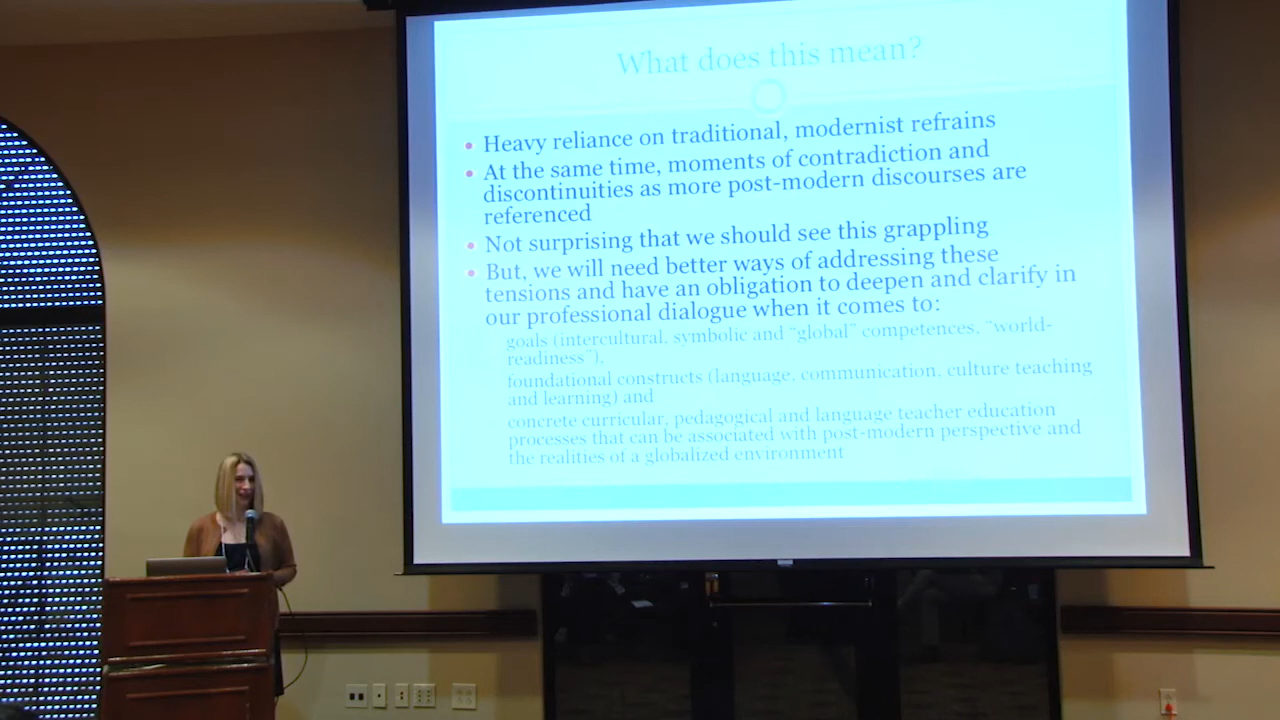 What does this mean?
• Heavy reliance on traditional, modernist refrains
• At the same time, moments of contradiction and
discontinuities as more post-modern discourses are
referenced
• Not surprising that we should see this grappling
• But, we will need better ways of addressing these
tensions and have an obligation to deepen and clarify in
our professional dialogue when it comes to:
goals (intercultural, symbolic and “global” competences, “world-
readiness”),
foundational constructs (language, communication, culture teaching
and learning) and
concrete curricular, pedagogical and language teacher education
processes that can be associated with post-modern perspective and
the realities of a globalized environment